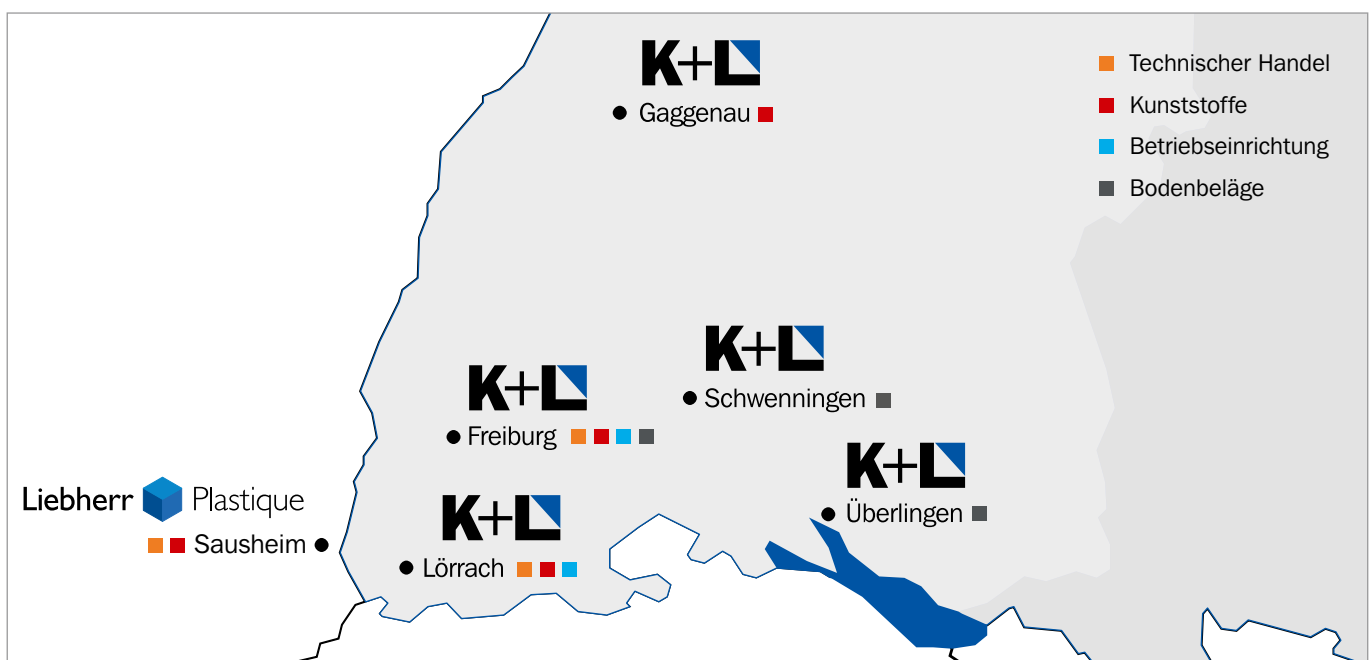 K+L
Gaggenau
Technischer Handel
Kunststoffe
Betriebseinrichtung
Bodenbeläge
K+L
Schwenningen
K+L
Freiburg
K+L
Überlingen
Liebherr Plastique
Sausheim
K+L
Lörrach